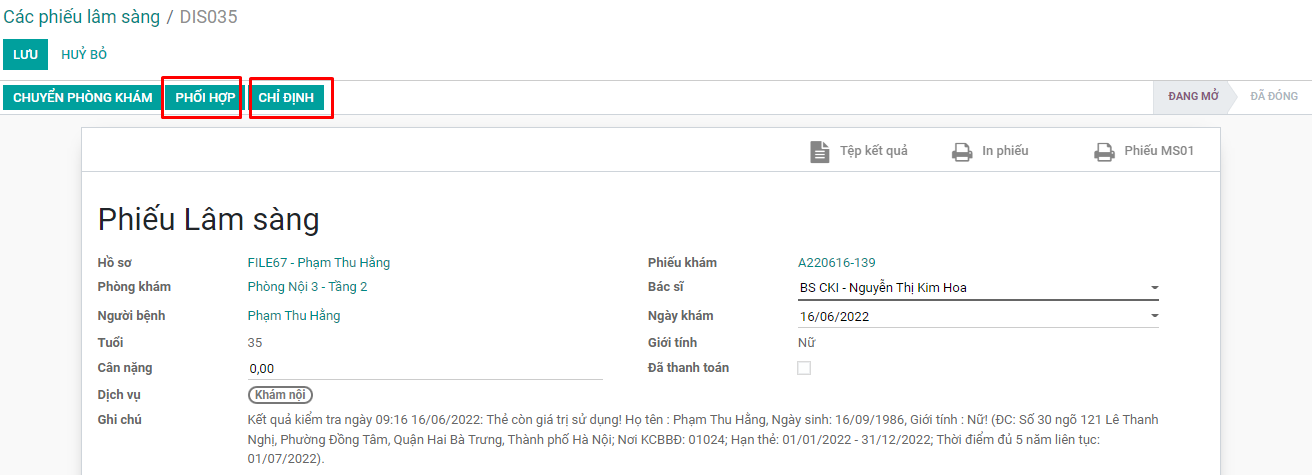 Các phiếu lâm sàng / DIS035
LƯU HUỶ BỎ
CHUYỂN PHÒNG KHÁM PHỐI HỢP CHỈ ĐỊNH ĐANG MỞ ĐÃ ĐÓNG
Tệp kết quả In phiếu Phiếu MS01
Phiếu Lâm sàng
Hồ sơ FILE67 - Phạm Thu Hằng Phiếu khám A220616-139
Phòng khám Phòng Nội 3 - Tầng 2 Bác sĩ BS CKI - Nguyễn Thị Kim Hoa
Người bệnh Phạm Thu Hằng Ngày khám 16/06/2022
Tuổi 35 Giới tính Nữ
Cân nặng 0,00 Đã thanh toán
Dịch vụ Khám nội
Ghi chú Kết quả kiểm tra ngày 09:16 16/06/2022: Thẻ còn giá trị sử dụng! Họ tên : Phạm Thu Hằng, Ngày sinh: 16/09/1986, Giới tính : Nữ! (ĐC: Số 30 ngõ 121 Lê Thanh
Nghị, Phường Đồng Tâm, Quận Hai Bà Trưng, Thành phố Hà Nội; Nơi KCBBĐ: 01024; Hạn thẻ: 01/01/2022 - 31/12/2022; Thời điểm đủ 5 năm liên tục:
01/07/2022).